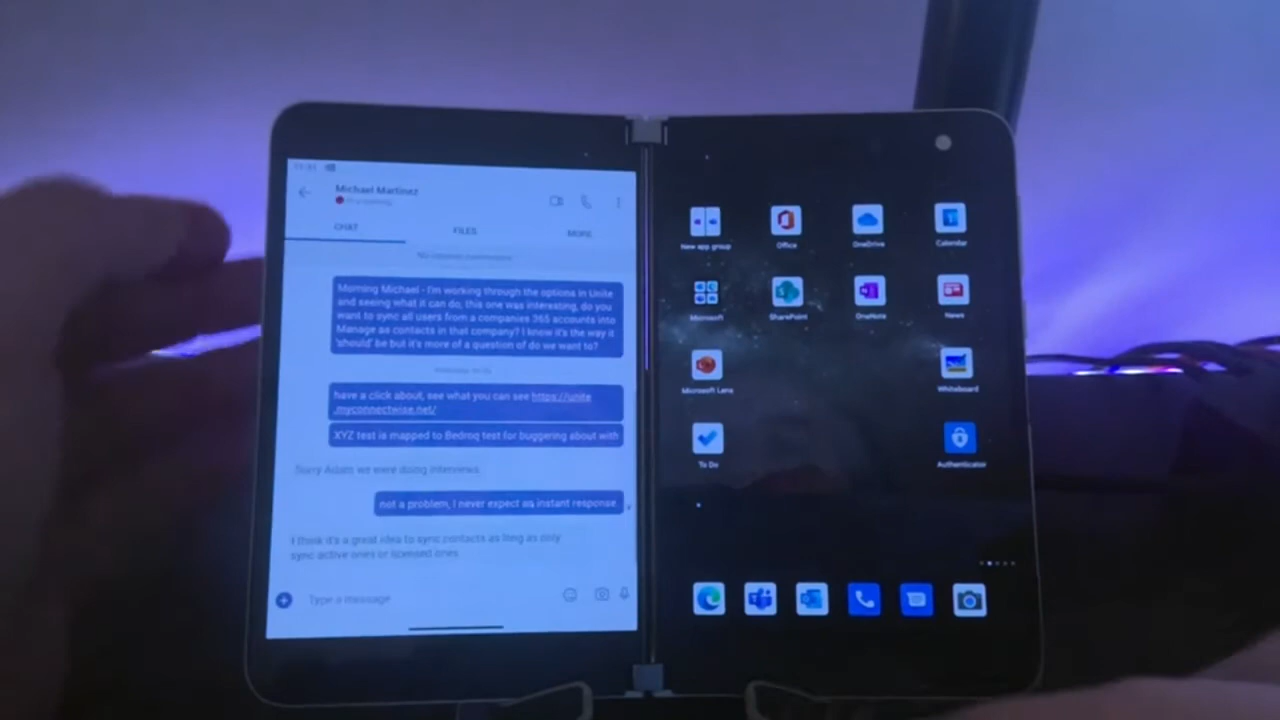 Michael Martinez
CHAT
FILES
MORE
Morning Michael - I'm working through the options in Unite
and seeing what it can do, this one was interesting, do you
want to sync all users from a companies 365 accounts into
Manage as contacts in that company? I know it's the way it
'should' be but it's more of a question of do we want to?
have a click about, see what you can see https://unite
.myconnectwise.net/
XYZ test is mapped to Bedroq test for buggering about with
Sorry Adam we were doing interviews.
not a problem, I never expect an instant response
I think it's a great idea to sync contacts as long as only
sync active ones or licensed ones
Type a message
New app group
Office
OneDrive
Calendar
Microsoft
SharePoint
OneNote
News
Microsoft Lens
Whiteboard
To Do
Authenticator